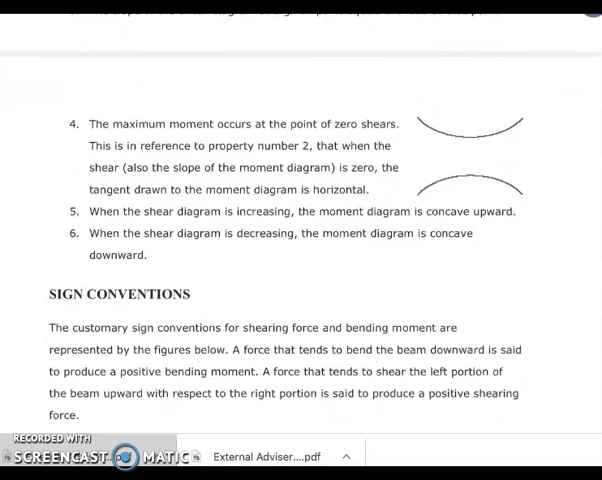 4. The maximum moment occurs at the point of zero shears.
This is in reference to property number 2, that when the
shear (also the slope of the moment diagram) is zero, the
tangent drawn to the moment diagram is horizontal.
5. When the shear diagram is increasing, the moment diagram is concave upward.
6. When the shear diagram is decreasing, the moment diagram is concave
downward.
SIGN CONVENTIONS
The customary sign conventions for shearing force and bending moment are
represented by the figures below. A force that tends to bend the beam downward is said
to produce a positive bending moment. A force that tends to shear the left portion of
the beam upward with respect to the right portion is said to produce a positive shearing
force.
RECORDED WITH
SCREENCAST MATIC
External Adviser....pdf